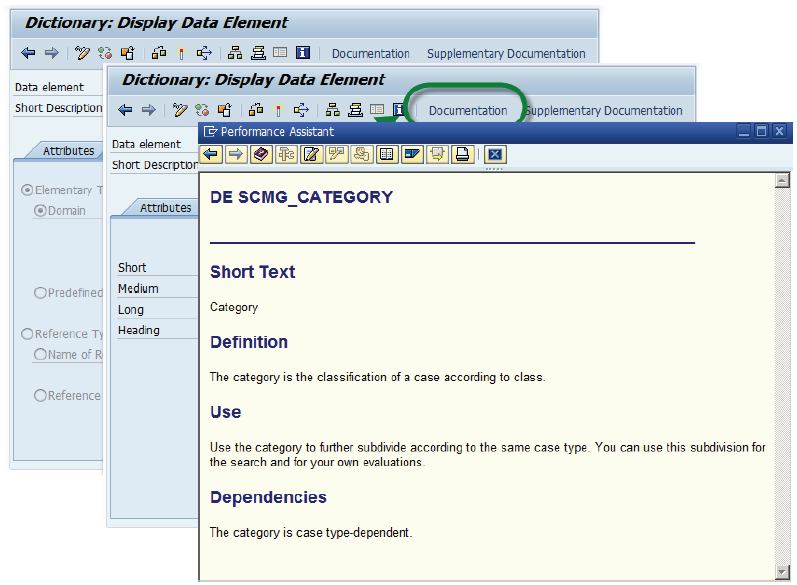 Dictionary: Display Data Element
Documentation Supplementary Documentation
Data element
Short Description
Attributes
Elementary T
Domain
Predefined
Reference Ty
Name of R
Reference
Dictionary: Display Data Element
Documentation Supplementary Documentation
Data element
Short Description
Attributes
Short
Medium
Long
Heading
Performance Assistant
DE SCMG_CATEGORY
Short Text
Category
Definition
The category is the classification of a case according to class.
Use
Use the category to further subdivide according to the same case type. You can use this subdivision for
the search and for your own evaluations.
Dependencies
The category is case type-dependent.